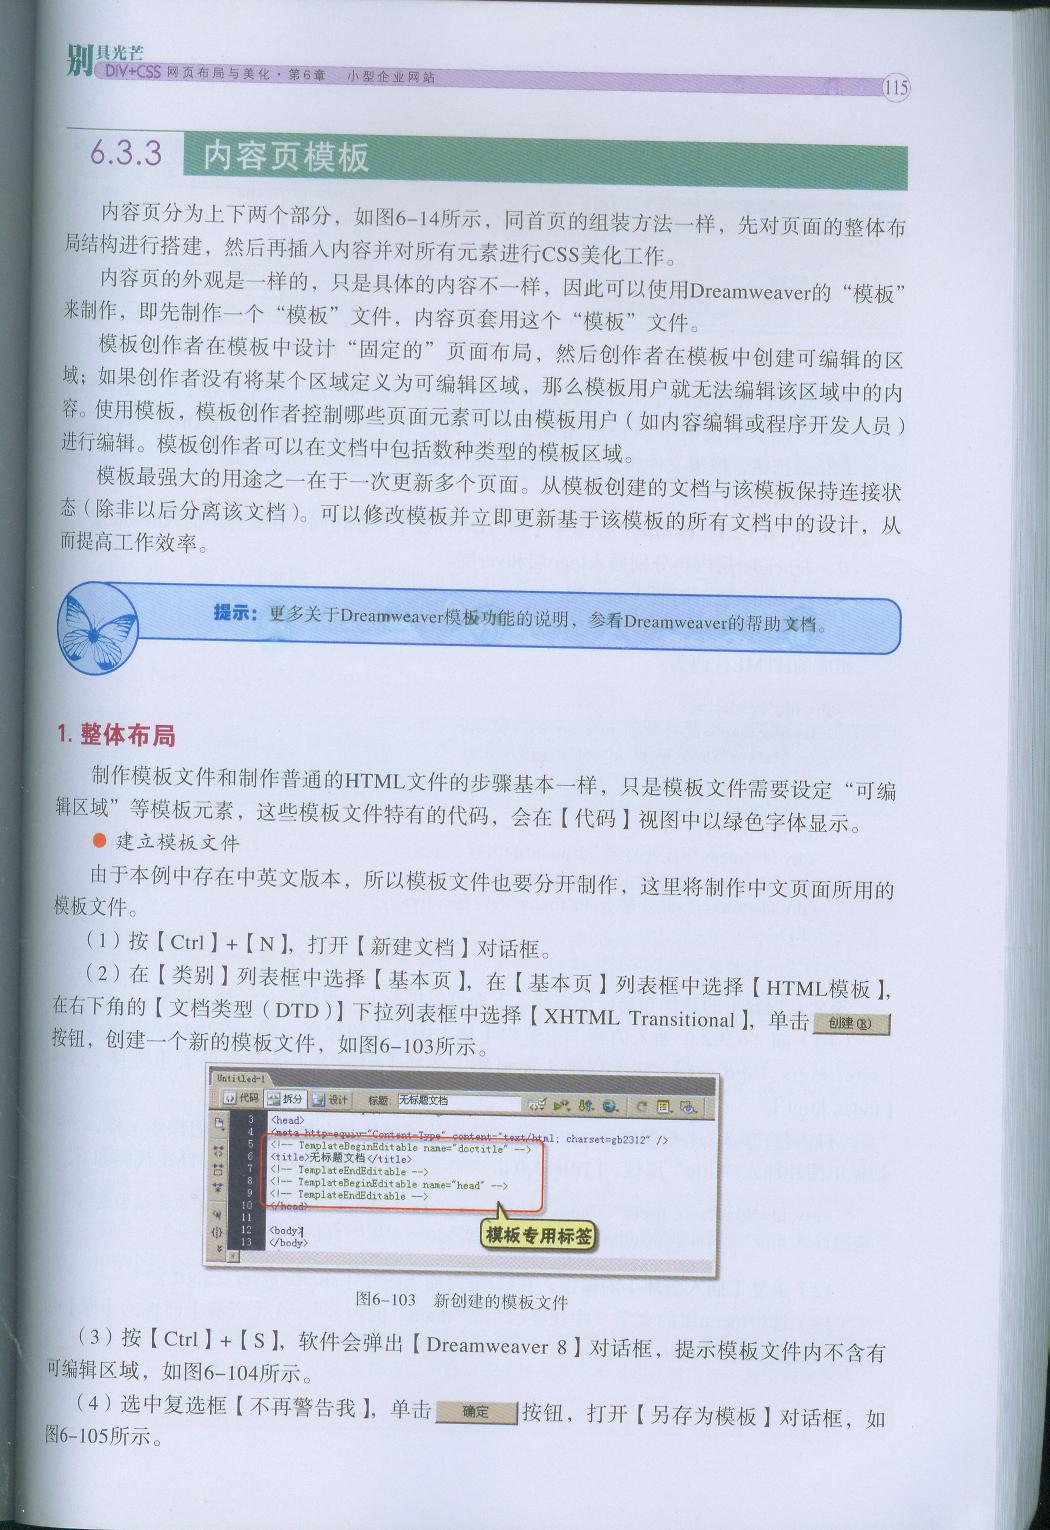 别具光芒
DIV+CSS 网页布局与美化·第6章 小型企业网站
115
6.3.3 内容页模板
内容页分为上下两个部分，如图6-14所示，同首页的组装方法一样，先对页面的整体布
局结构进行搭建，然后再插入内容并对所有元素进行CSS美化工作。
内容页的外观是一样的，只是具体的内容不一样，因此可以使用Dreamweaver的“模板”
来制作，即先制作一个“模板”文件，内容页套用这个“模板”文件。
模板创作者在模板中设计“固定的”页面布局，然后创作者在模板中创建可编辑的区
域；如果创作者没有将某个区域定义为可编辑区域，那么模板用户就无法编辑该区域中的内
容。使用模板，模板创作者控制哪些页面元素可以由模板用户（如内容编辑或程序开发人员）
进行编辑。模板创作者可以在文档中包括数种类型的模板区域。
模板最强大的用途之一在于一次更新多个页面。从模板创建的文档与该模板保持连接状
态（除非以后分离该文档）。可以修改模板并立即更新基于该模板的所有文档中的设计，从
而提高工作效率。
提示：更多关于Dreamweaver模板功能的说明，参看Dreamweaver的帮助文档。
1. 整体布局
制作模板文件和制作普通的HTML文件的步骤基本一样，只是模板文件需要设定“可编
辑区域”等模板元素，这些模板文件特有的代码，会在【代码】视图中以绿色字体显示。
● 建立模板文件
由于本例中存在中英文版本，所以模板文件也要分开制作，这里将制作中文页面所用的
模板文件。
（1）按【Ctrl】+【N】，打开【新建文档】对话框。
（2）在【类别】列表框中选择【基本页】，在【基本页】列表框中选择【HTML模板】，
在右下角的【文档类型（DTD）】下拉列表框中选择【XHTML Transitional】，单击 创建(R)
按钮，创建一个新的模板文件，如图6-103所示。
Untitled-1
代码 拆分 设计 标题: 无标题文档
3 <head>
4 <meta http-equiv="Content-Type" content="text/html; charset=gb2312" />
5 <!-- TemplateBeginEditable name="doctitle" -->
6 <title>无标题文档</title>
7 <!-- TemplateEndEditable -->
8 <!-- TemplateBeginEditable name="head" -->
9 <!-- TemplateEndEditable -->
10 </head>
11
12 <body>
13 </body>
模板专用标签
图6-103 新创建的模板文件
（3）按【Ctrl】+【S】，软件会弹出【Dreamweaver 8】对话框，提示模板文件内不含有
可编辑区域，如图6-104所示。
（4）选中复选框【不再警告我】，单击 确定 按钮，打开【另存为模板】对话框，如
图6-105所示。